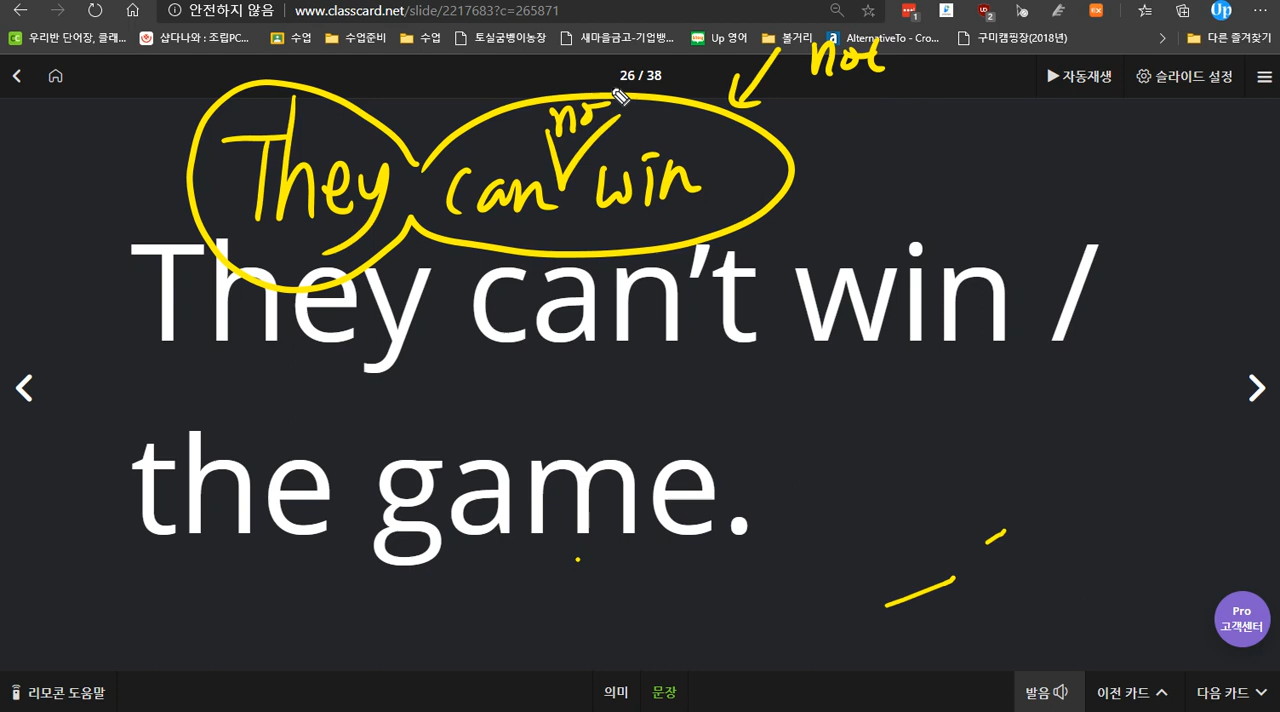 안전하지 않음 www.classcard.net/slide/2217683?c=265871 1 2 Up
우리반 단어장, 클래... 샵다나와 : 조립PC... 수업 수업준비 수업 토실굼벵이농장 새마을금고-기업뱅... Up 영어 볼거리 AlternativeTo - Cro... 구미캠핑장(2018년) 다른 즐겨찾기
26 / 38 자동재생 슬라이드 설정
not
no
They can win
They can't win /
the game.
Pro
고객센터
리모콘 도움말 의미 문장 발음 이전 카드 다음 카드